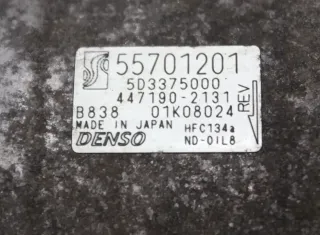 55701201
5D3375000
447190-2131
B838 01K08024
REV
MADE IN JAPAN HFC134a
DENSO ND-OIL8